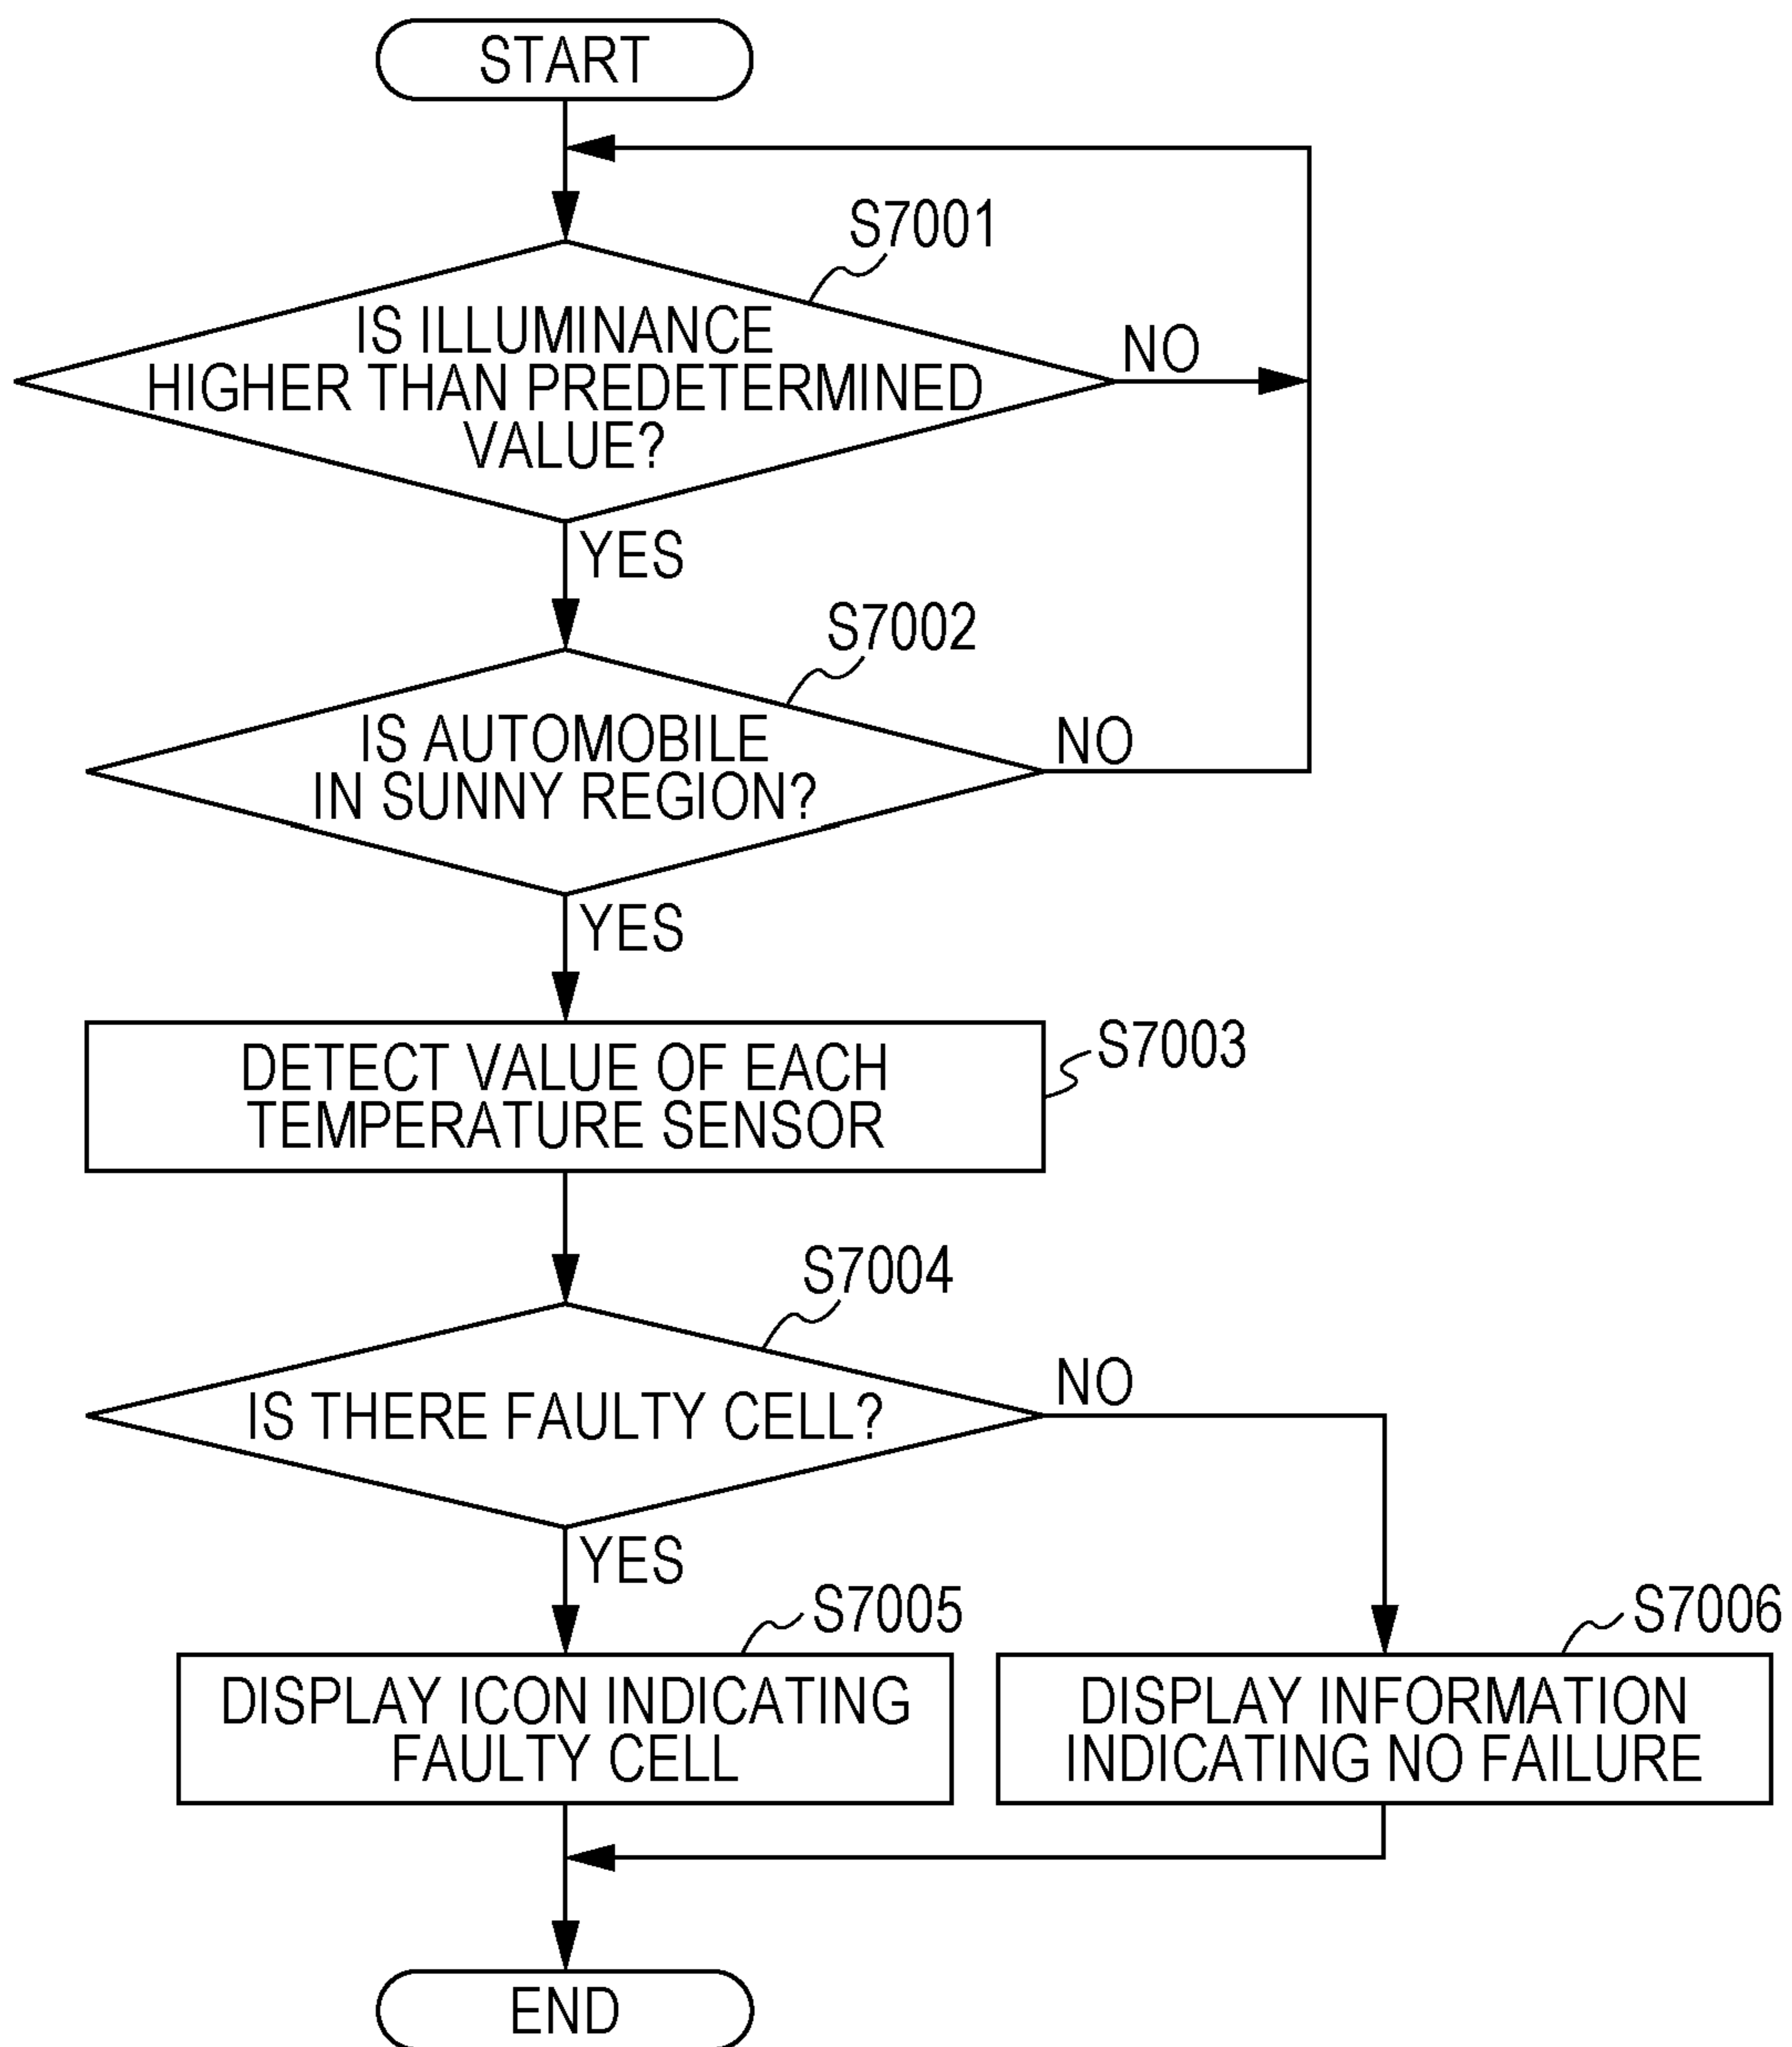 START
S7001
IS ILLUMINANCE
HIGHER THAN PREDETERMINED
VALUE?
NO
YES
S7002
IS AUTOMOBILE
IN SUNNY REGION?
NO
YES
DETECT VALUE OF EACH
TEMPERATURE SENSOR
S7003
S7004
IS THERE FAULTY CELL?
NO
YES
S7005
DISPLAY ICON INDICATING
FAULTY CELL
S7006
DISPLAY INFORMATION
INDICATING NO FAILURE
END